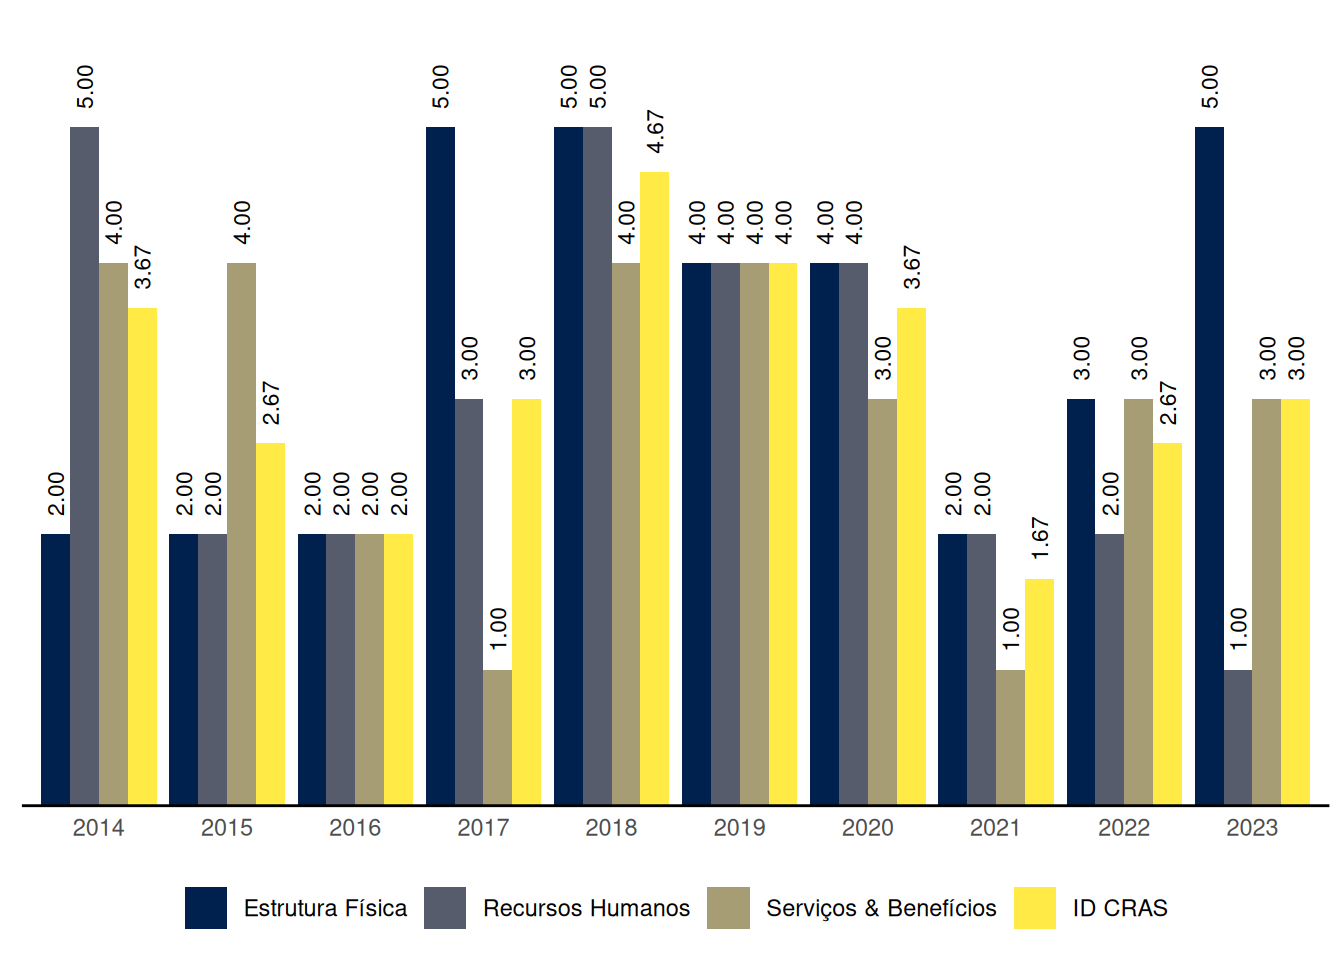 2.00 5.00 4.00 3.67
2.00 2.00 4.00 2.67
2.00 2.00 2.00 2.00
5.00 3.00 1.00 3.00
5.00 5.00 4.00 4.67
4.00 4.00 4.00 4.00
4.00 4.00 3.00 3.67
2.00 2.00 1.00 1.67
3.00 2.00 3.00 2.67
5.00 1.00 3.00 3.00
2014 2015 2016 2017 2018 2019 2020 2021 2022 2023
Estrutura Física Recursos Humanos Serviços & Benefícios ID CRAS